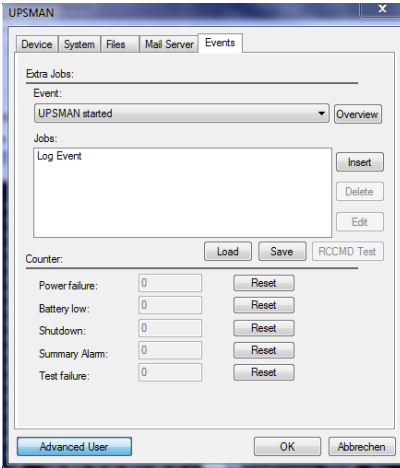 UPSMAN
x
Device System Files Mail Server Events
Extra Jobs:
Event:
UPSMAN started Overview
Jobs:
Log Event
Insert
Delete
Edit
Load Save RCCMD Test
Counter:
Power failure: 0 Reset
Battery low: 0 Reset
Shutdown: 0 Reset
Summary Alarm: 0 Reset
Test failure: 0 Reset
Advanced User OK Abbrechen